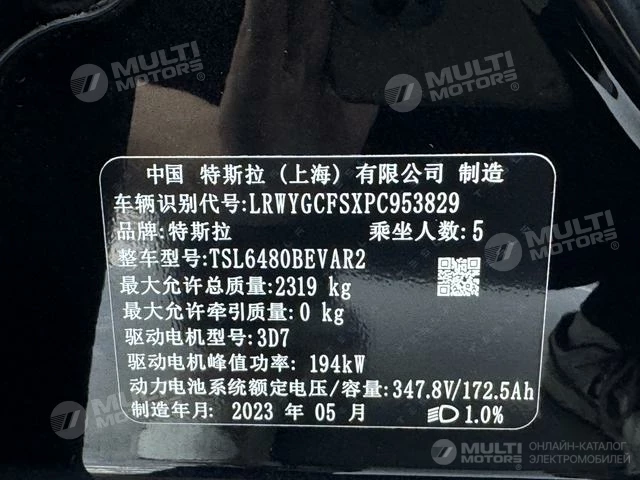 MULTI MOTORS®
MULTI MOTORS®
中国 特斯拉(上海)有限公司 制造
车辆识别代号:LRWYGCFSXPC953829
品牌:特斯拉 乘坐人数:5
整车型号:TSL6480BEVAR2
最大允许总质量:2319 kg
最大允许牵引质量:0 kg
驱动电机型号:3D7
驱动电机峰值功率: 194kW
动力电池系统额定电压/容量:347.8V/172.5Ah
制造年月: 2023 年 05 月 1.0%
MULTI MOTORS®
MULTI MOTORS®
ОНЛАЙН-КАТАЛОГ
ЭЛЕКТРОМОБИЛЕЙ